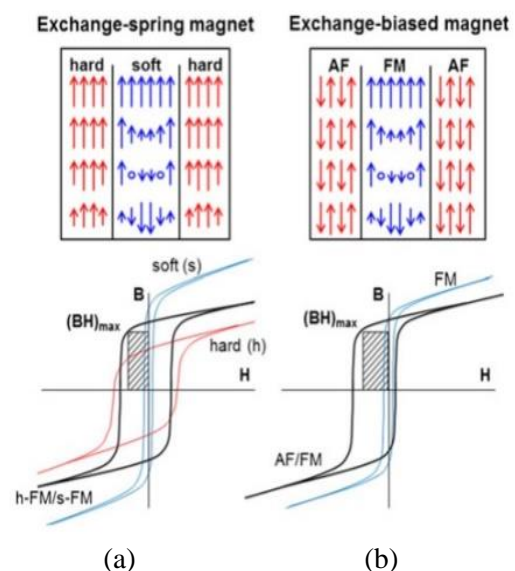 Exchange-spring magnet
hard soft hard
soft (s)
B
(BH)max
hard (h)
H
h-FM/s-FM
(a)
Exchange-biased magnet
AF FM AF
FM
B
(BH)max
H
AF/FM
(b)